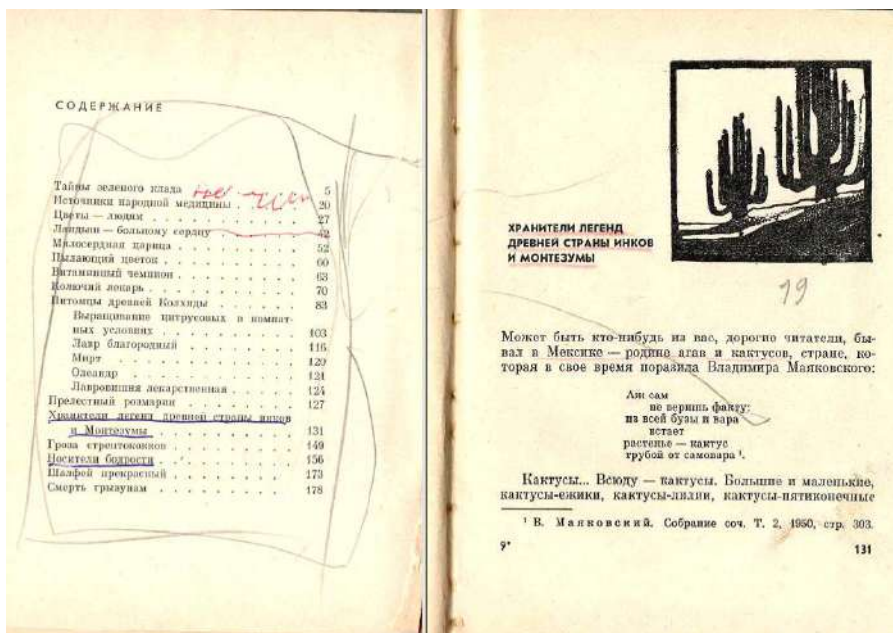 СОДЕРЖАНИЕ
Тайны зеленого клада 5
Источники народной медицины . . . . . . 20
Цветы — людям . . . . . . . . . . . 27
Ландыш — больному сердцу 42
Милосердная царица . . . . . . . . . . 52
Пылающий цветок . . . . . . . . . . . 60
Витаминный чемпион . . . . . . . . . . 63
Колючий лекарь . . . . . . . . . . . . 70
Питомцы древней Колхиды . . . . . . . 83
Выращивание цитрусовых в комнат-
ных условиях . . . . . . . . . . 103
Лавр благородный . . . . . . . . . 116
Мирт . . . . . . . . . . . . . 120
Олеандр . . . . . . . . . . . . 121
Лавровишня лекарственная . . . . . . 124
Прелестный розмарин . . . . . . . . . 127
Хранители легенд древней страны инков
и Монтезумы . . . . . . . . . . 131
Гроза стрептококков . . . . . . . . . 149
Носители бодрости . . . . . . . . . . 156
Шалфей прекрасный . . . . . . . . . . 173
Смерть грызунам . . . . . . . . . . . 178
ХРАНИТЕЛИ ЛЕГЕНД
ДРЕВНЕЙ СТРАНЫ ИНКОВ
И МОНТЕЗУМЫ
19
Может быть кто-нибудь из вас, дорогие читатели, бы-
вал в Мексике — родине агав и кактусов, стране, ко-
торая в свое время поразила Владимира Маяковского:
Аж сам
не веришь факту:
из всей бузы и вара
встает
растенье — кактус
трубой от самовара ¹.
Кактусы... Всюду — кактусы. Большие и маленькие,
кактусы-ежики, кактусы-лилии, кактусы-пятиконечные
¹ В. Маяковский. Собрание соч. Т. 2, 1950, стр. 303.
9* 131